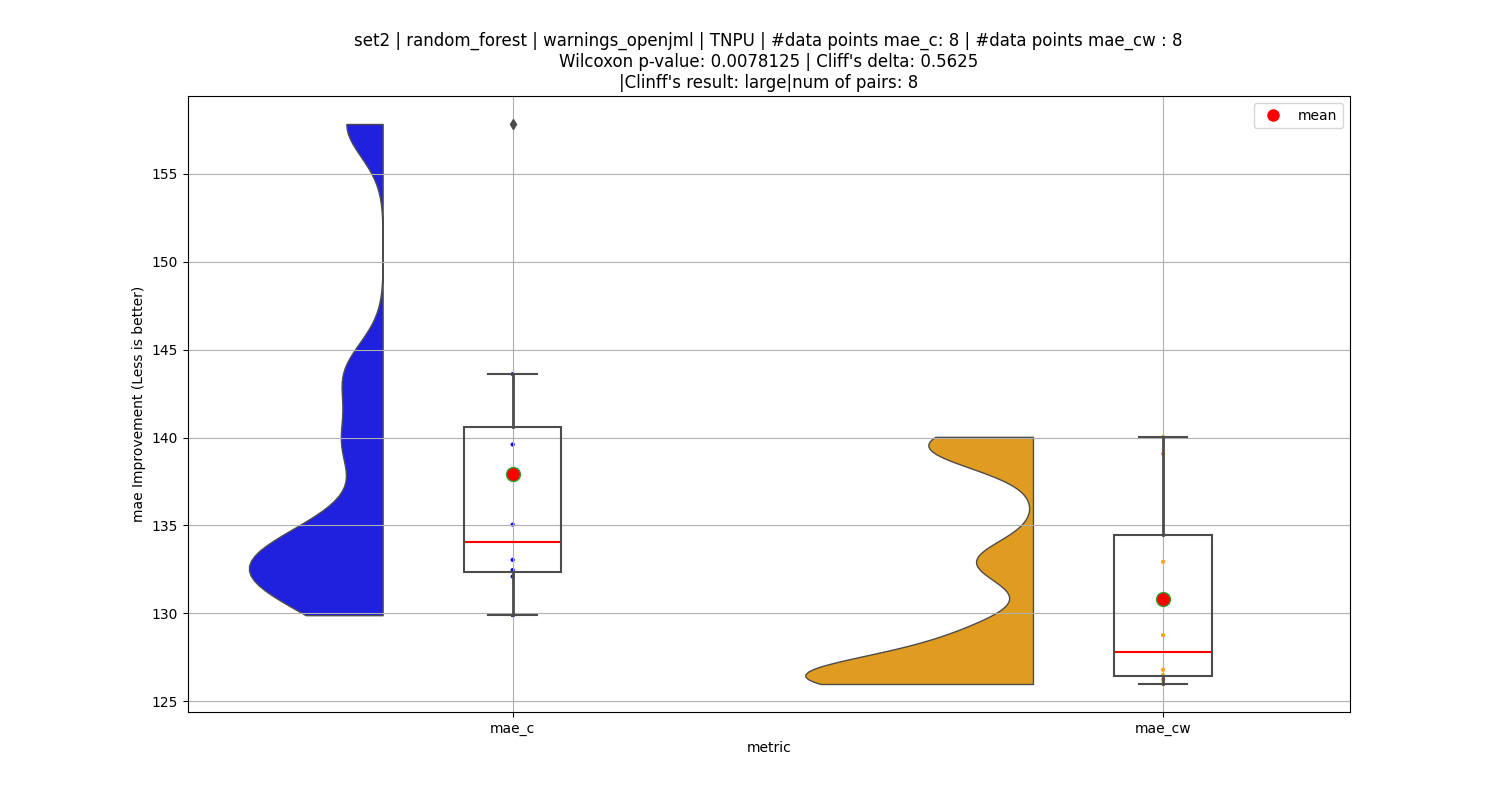 set2 | random_forest | warnings_openjml | TNPU | #data points mae_c: 8 | #data points mae_cw : 8
Wilcoxon p-value: 0.0078125 | Cliff's delta: 0.5625
|Clinff's result: large|num of pairs: 8
mean
155
150
145
140
135
130
125
mae Improvement (Less is better)
mae_c
mae_cw
metric